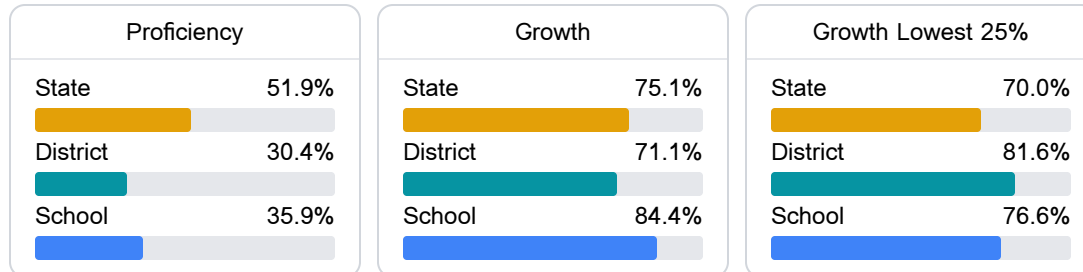 Proficiency
State 51.9%
District 30.4%
School 35.9%
Growth
State 75.1%
District 71.1%
School 84.4%
Growth Lowest 25%
State 70.0%
District 81.6%
School 76.6%